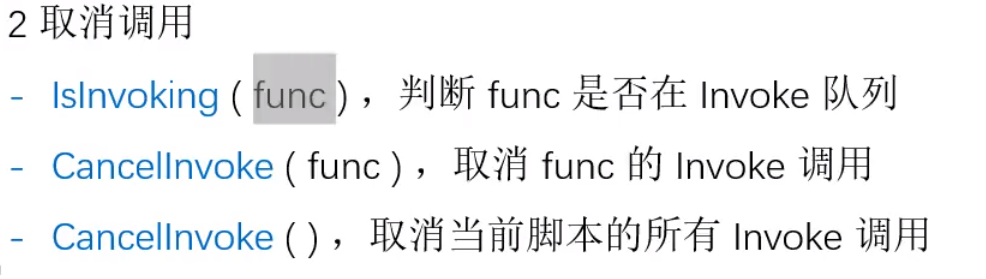 2 取消调用
- IsInvoking ( func ) ，判断 func 是否在 Invoke 队列
- CancelInvoke ( func ) ，取消 func 的 Invoke 调用
- CancelInvoke ( ) ，取消当前脚本的所有 Invoke 调用